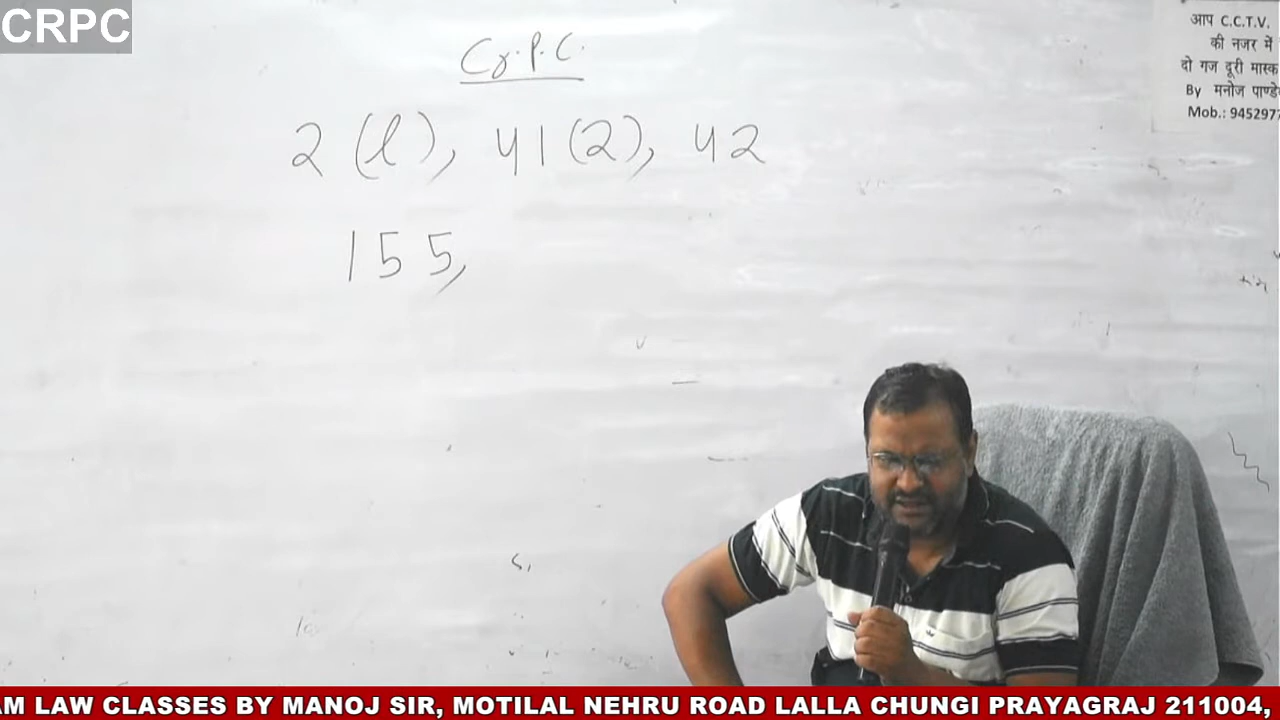 CRPC
Cr.P.C.
2 (l), 41(2), 42
155,
आप C.C.T.V.
की नजर में
दो गज दूरी मास्क
By मनोज पाण्डे
Mob.: 945297
AM LAW CLASSES BY MANOJ SIR, MOTILAL NEHRU ROAD LALLA CHUNGI PRAYAGRAJ 211004,